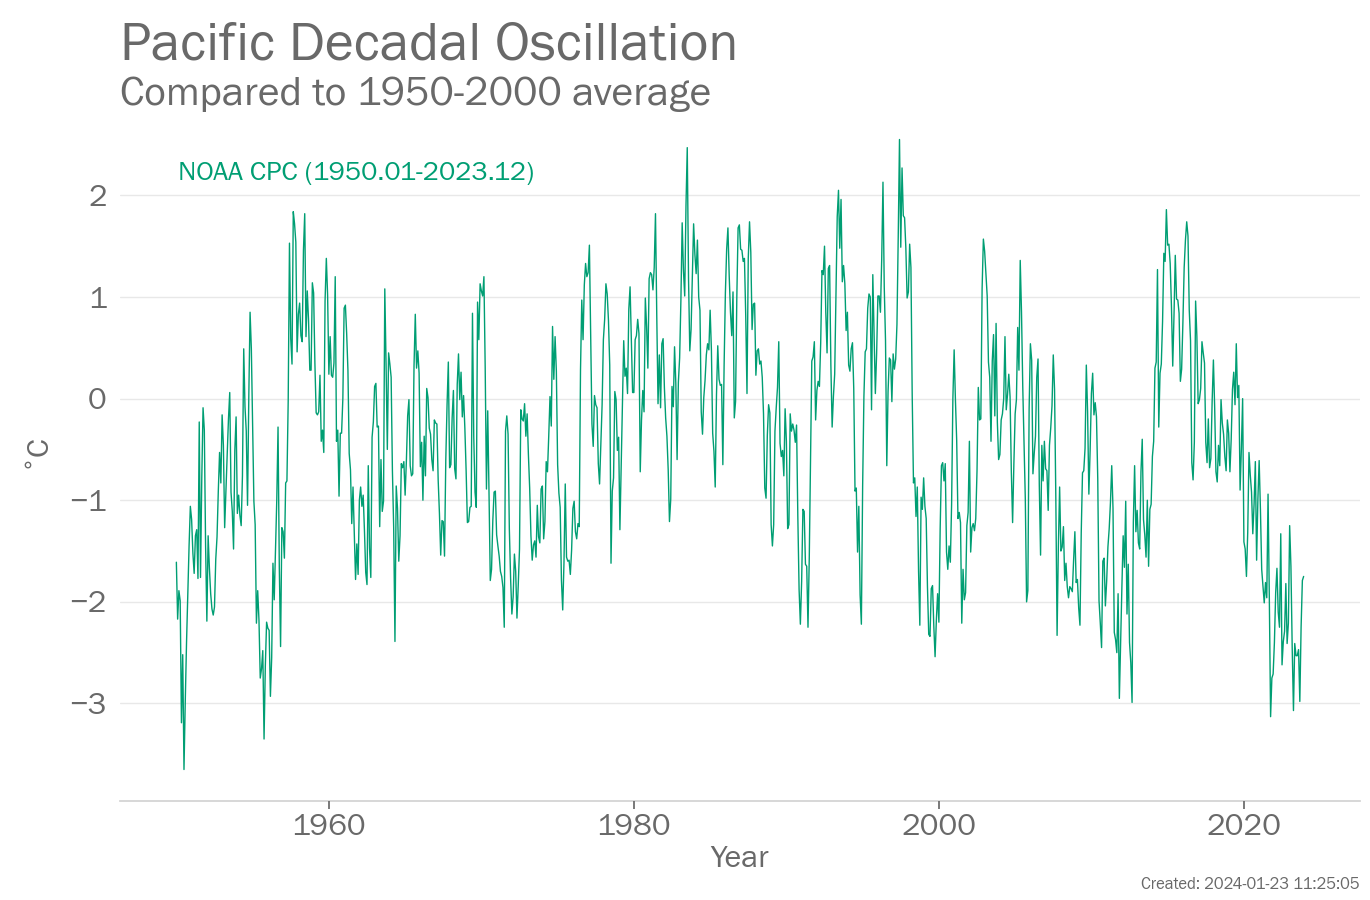 Pacific Decadal Oscillation
Compared to 1950-2000 average
NOAA CPC (1950.01-2023.12)
2
1
0
−1
−2
−3
°C
1960 1980 2000 2020
Year
Created: 2024-01-23 11:25:05